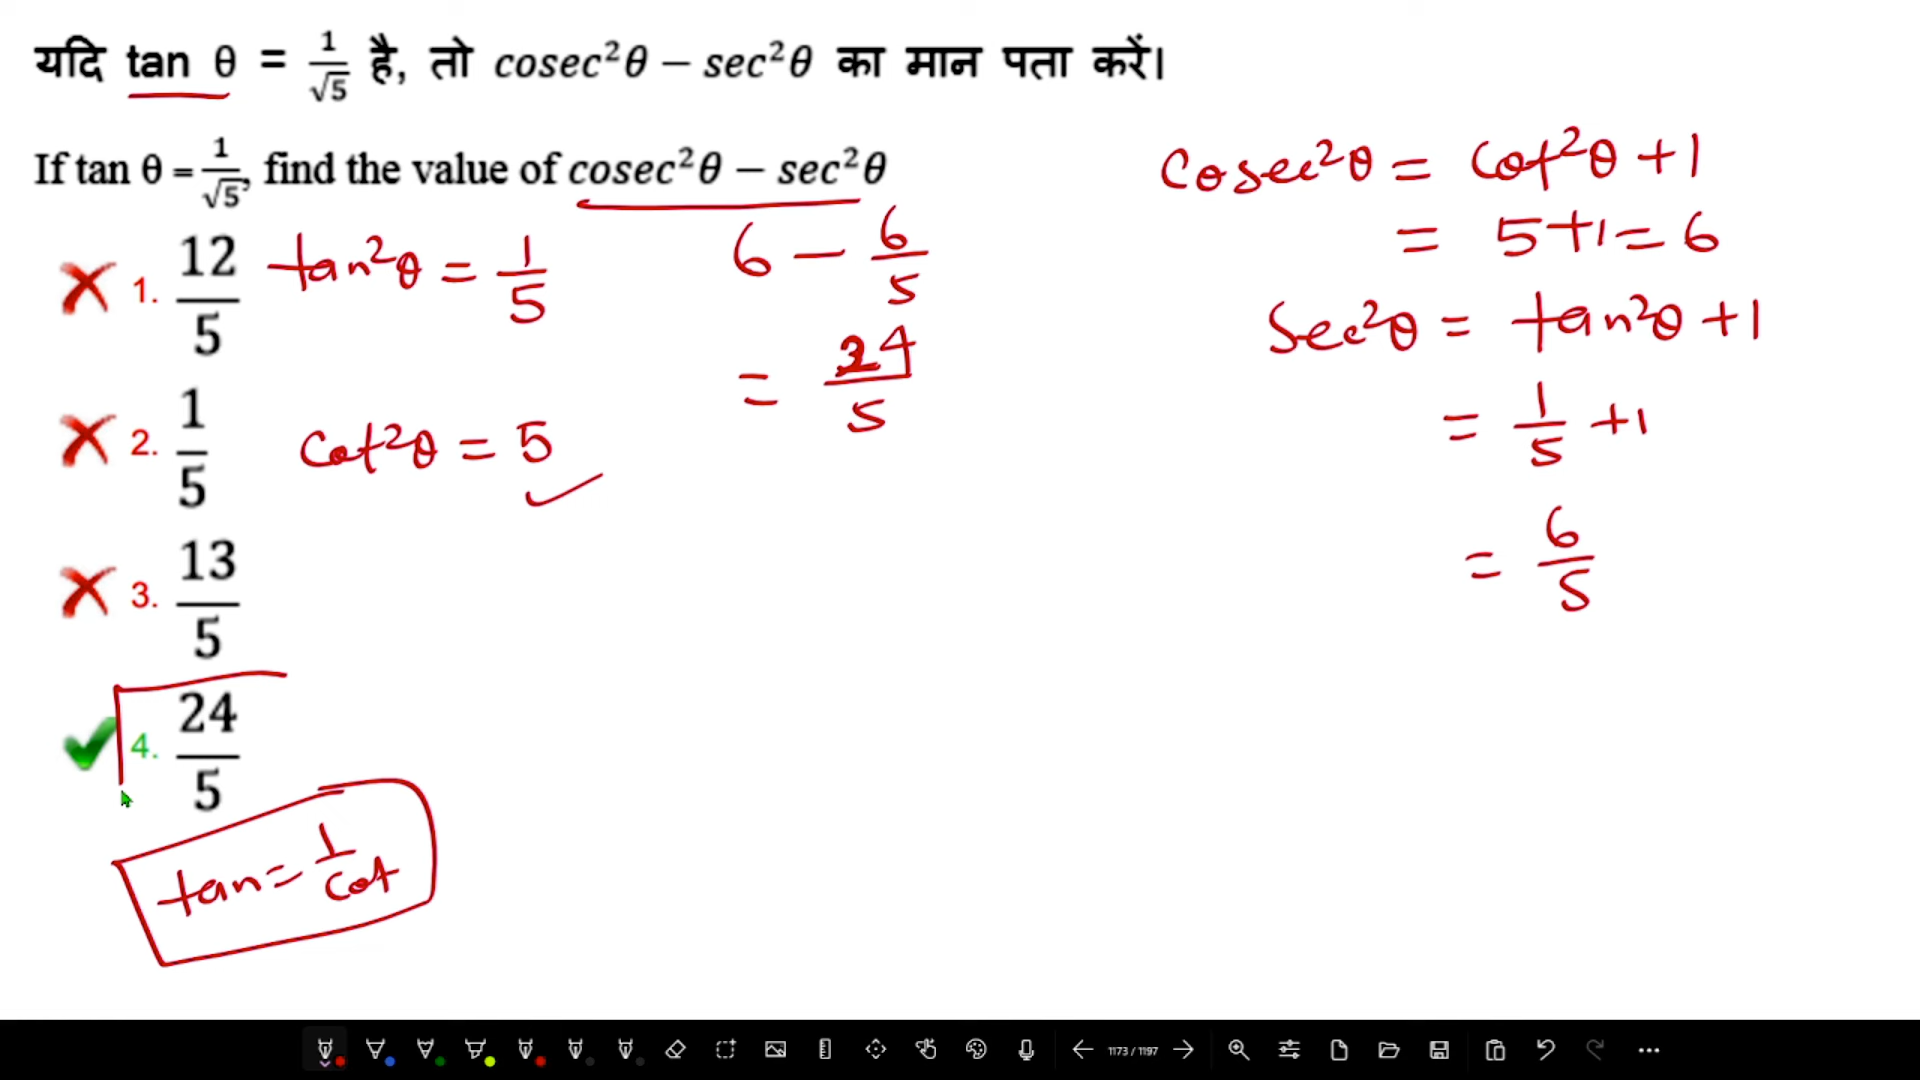 यदि tan θ = 1/√5 है, तो cosec²θ − sec²θ का मान पता करें।
If tan θ = 1/√5, find the value of cosec²θ − sec²θ
1. 12/5
2. 1/5
3. 13/5
4. 24/5
tan²θ = 1/5
cot²θ = 5
tan = 1/cot
6 − 6/5
= 24/5
Cosec²θ = cot²θ + 1
= 5+1 = 6
Sec²θ = tan²θ + 1
= 1/5 + 1
= 6/5
1173 / 1197